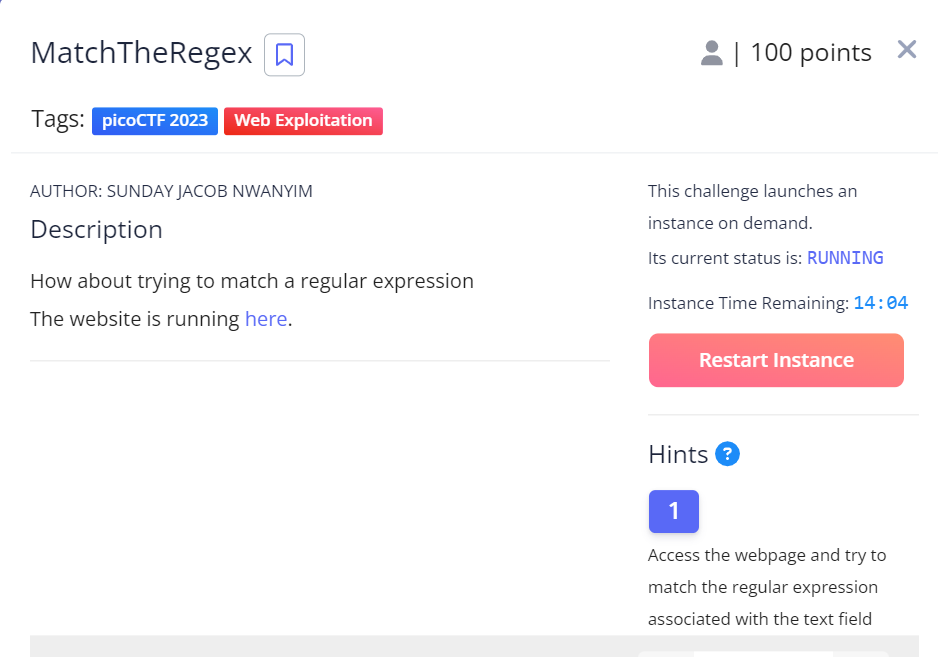 MatchTheRegex
| 100 points
Tags: picoCTF 2023 Web Exploitation
AUTHOR: SUNDAY JACOB NWANYIM
Description
How about trying to match a regular expression
The website is running here.
This challenge launches an
instance on demand.
Its current status is: RUNNING
Instance Time Remaining: 14:04
Restart Instance
Hints ?
1
Access the webpage and try to
match the regular expression
associated with the text field